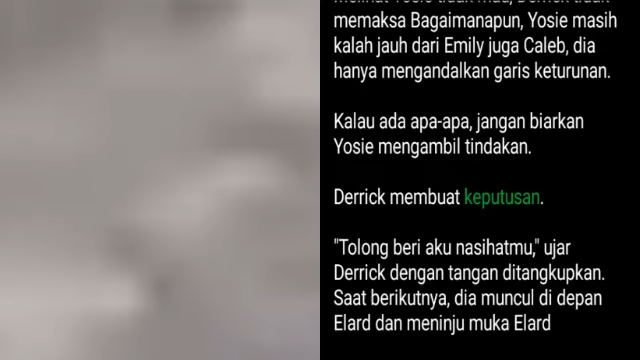 memaksa Bagaimanapun, Yosie masih
kalah jauh dari Emily juga Caleb, dia
hanya mengandalkan garis keturunan.
Kalau ada apa-apa, jangan biarkan
Yosie mengambil tindakan.
Derrick membuat keputusan.
"Tolong beri aku nasihatmu," ujar
Derrick dengan tangan ditangkupkan.
Saat berikutnya, dia muncul di depan
Elard dan meninju muka Elard